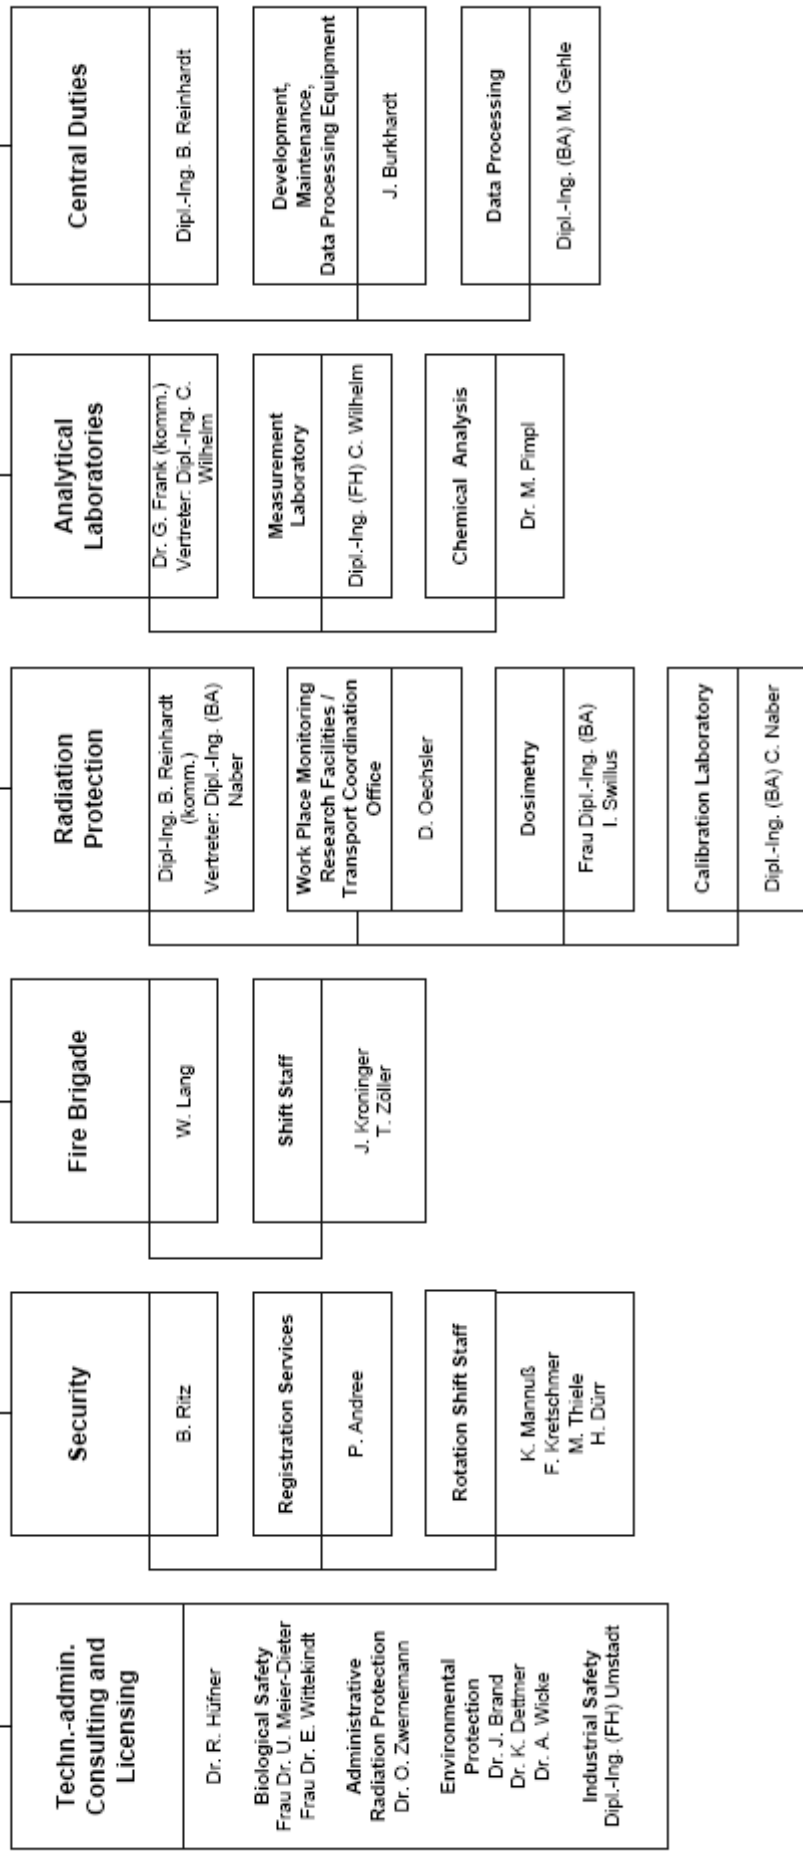 Techn.-admin.
Consulting and
Licensing
Dr. R. Hüfner
Biological Safety
Frau Dr. U. Meier-Dieter
Frau Dr. E. Wittekindt
Administrative
Radiation Protection
Dr. O. Zwernemann
Environmental
Protection
Dr. J. Brand
Dr. K. Dettmer
Dr. A. Wicke
Industrial Safety
Dipl.-Ing. (FH) Umstadt
Security
B. Ritz
Registration Services
P. Andree
Rotation Shift Staff
K. Mannuß
F. Kretschmer
M. Thiele
H. Dürr
Fire Brigade
W. Lang
Shift Staff
J. Kroninger
T. Zöller
Radiation
Protection
Dipl-Ing. B. Reinhardt
(komm.)
Vertreter: Dipl.-Ing. (BA)
Naber
Work Place Monitoring
Research Facilities /
Transport Coordination
Office
D. Oechsler
Dosimetry
Frau Dipl.-Ing. (BA)
I. Swillus
Calibration Laboratory
Dipl.-Ing. (BA) C. Naber
Analytical
Laboratories
Dr. G. Frank (komm.)
Vertreter: Dipl.-Ing. C.
Wilhelm
Measurement
Laboratory
Dipl.-Ing. (FH) C. Wilhelm
Chemical Analysis
Dr. M. Pimpl
Central Duties
Dipl.-Ing. B. Reinhardt
Development,
Maintenance,
Data Processing Equipment
J. Burkhardt
Data Processing
Dipl.-Ing. (BA) M. Gehle